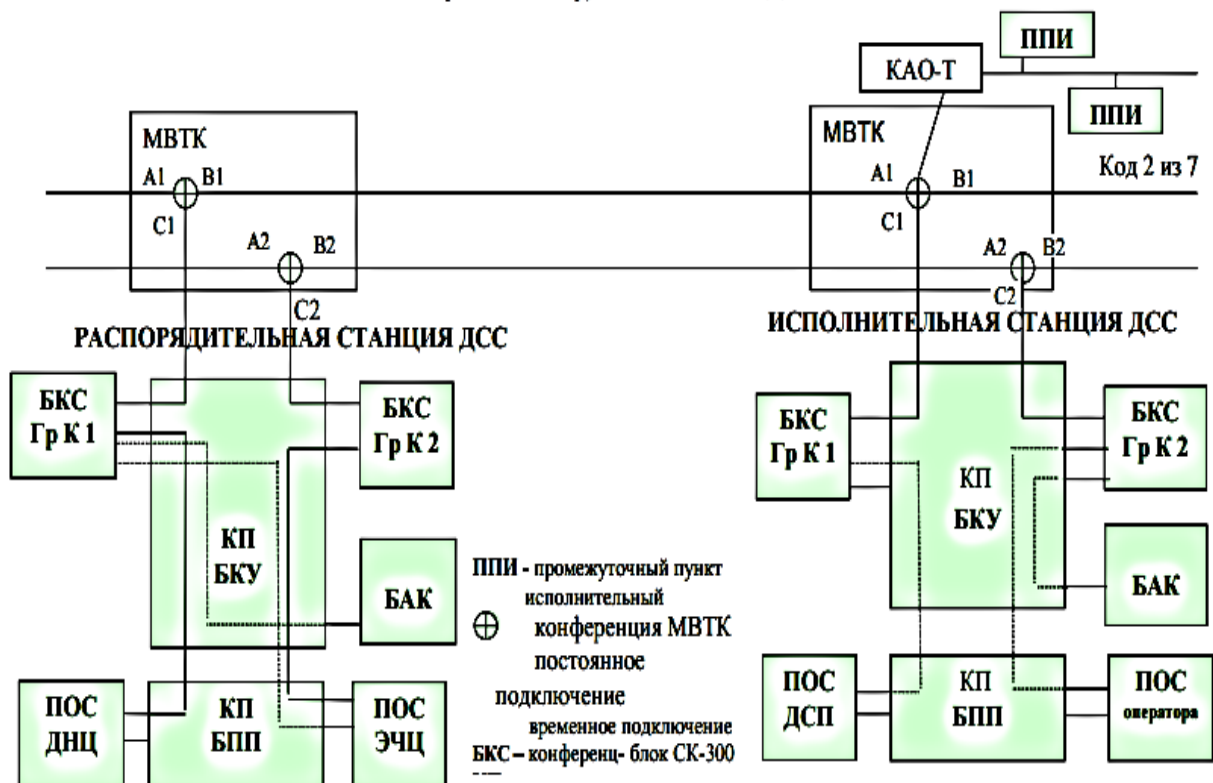 ППИ
КАО-Т
ППИ
МВТК
МВТК
Код 2 из 7
A1 B1
C1
A2 B2
C2
A1 B1
C1
A2 B2
C2
РАСПОРЯДИТЕЛЬНАЯ СТАНЦИЯ ДСС
ИСПОЛНИТЕЛЬНАЯ СТАНЦИЯ ДСС
БКС
Гр К 1
БКС
Гр К 2
КП
БКУ
БАК
ПОС
ДНЦ
КП
БПП
ПОС
ЭЧЦ
ППИ - промежуточный пункт
исполнительный
конференция МВТК
постоянное
подключение
временное подключение
БКС – конференц- блок СК-300
БКС
Гр К 1
БКС
Гр К 2
КП
БКУ
БАК
ПОС
ДСП
КП
БПП
ПОС
оператора